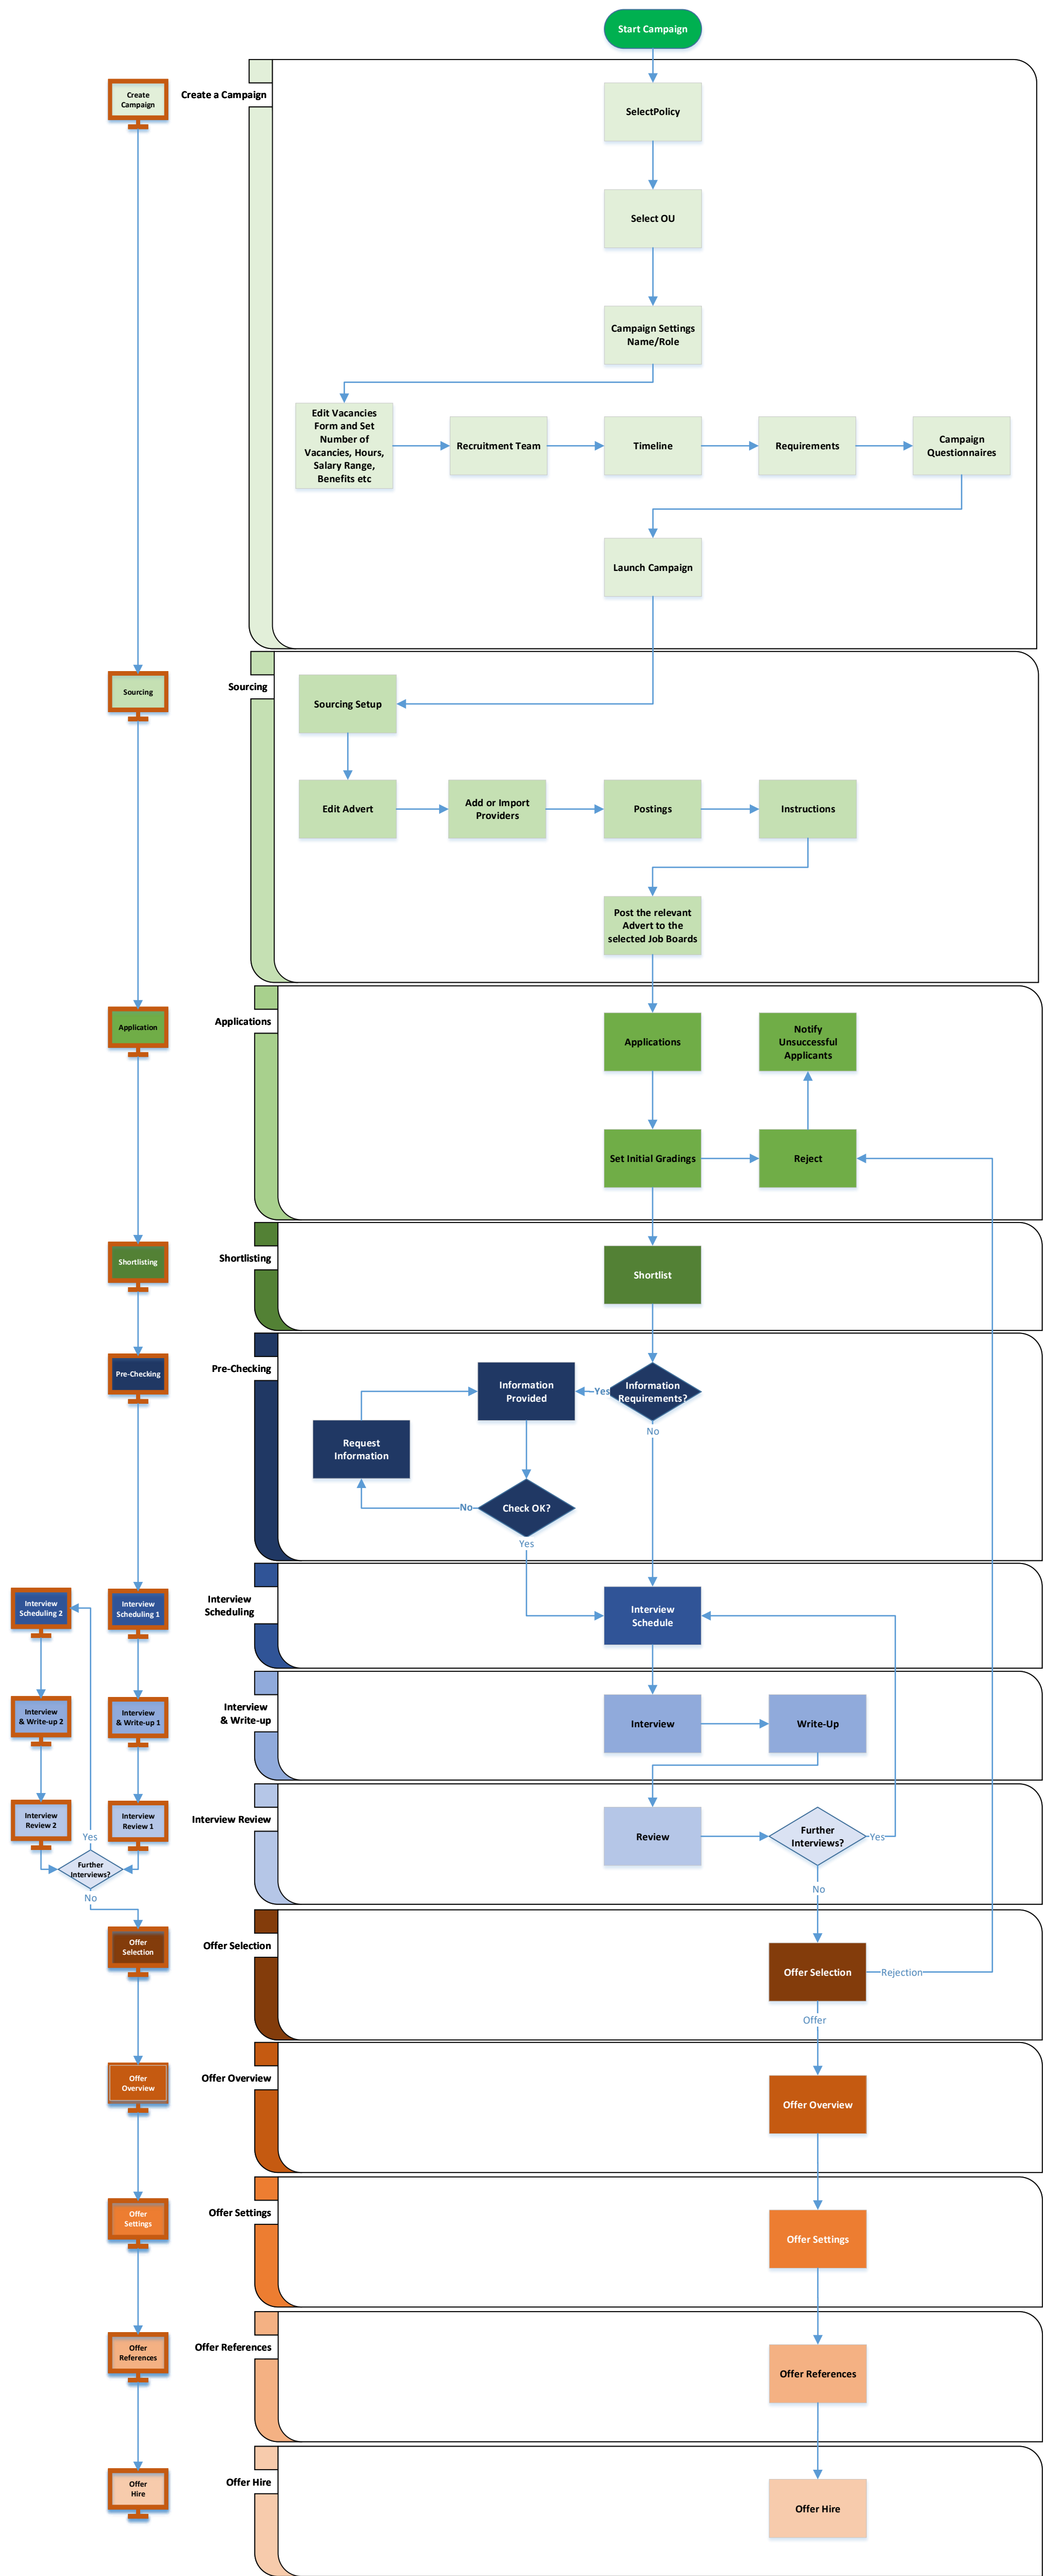 Start Campaign
Create
Campaign
Create a Campaign
SelectPolicy
Select OU
Campaign Settings
Name/Role
Edit Vacancies
Form and Set
Number of
Vacancies, Hours,
Salary Range,
Benefits etc
Recruitment Team
Timeline
Requirements
Campaign
Questionnaires
Launch Campaign
Sourcing
Sourcing
Sourcing Setup
Edit Advert
Add or Import
Providers
Postings
Instructions
Post the relevant
Advert to the
selected Job Boards
Application
Applications
Applications
Notify
Unsuccessful
Applicants
Set Initial Gradings
Reject
Shortlisting
Shortlisting
Shortlist
Pre-Checking
Pre-Checking
Information
Provided
Yes
Information
Requirements?
No
Request
Information
No
Check OK?
Yes
Interview
Scheduling 2
Interview
Scheduling 1
Interview
Scheduling
Interview
Schedule
Interview
& Write-up 2
Interview
& Write-up 1
Interview
& Write-up
Interview
Write-Up
Interview
Review 2
Interview
Review 1
Interview Review
Review
Further
Interviews?
Yes
Yes
Further
Interviews?
No
No
Offer
Selection
Offer Selection
Offer Selection
Rejection
Offer
Offer
Overview
Offer Overview
Offer Overview
Offer
Settings
Offer Settings
Offer Settings
Offer
References
Offer References
Offer References
Offer
Hire
Offer Hire
Offer Hire